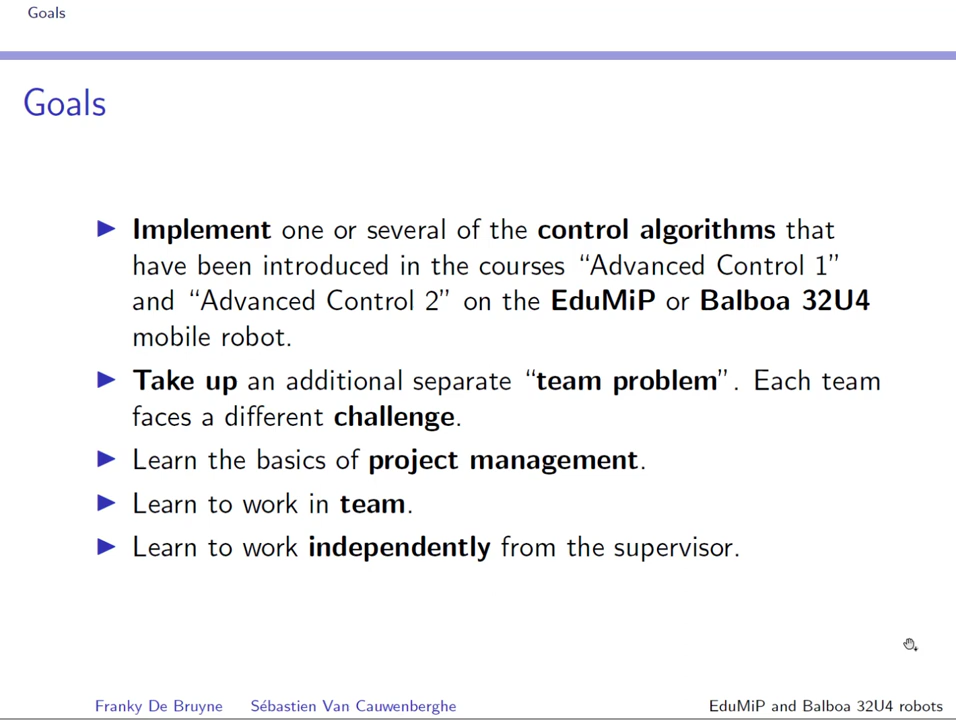 Goals
Goals
Implement one or several of the control algorithms that
have been introduced in the courses “Advanced Control 1”
and “Advanced Control 2” on the EduMiP or Balboa 32U4
mobile robot.
Take up an additional separate “team problem”. Each team
faces a different challenge.
Learn the basics of project management.
Learn to work in team.
Learn to work independently from the supervisor.
Franky De Bruyne Sébastien Van Cauwenberghe EduMiP and Balboa 32U4 robots